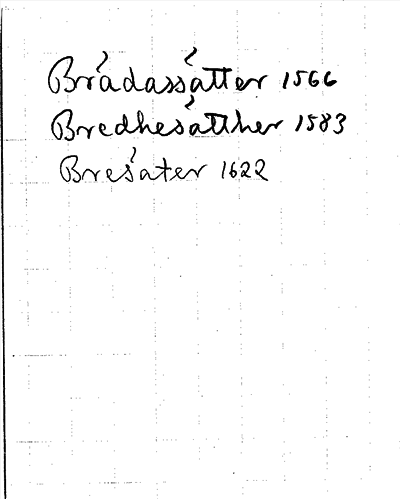 Brádassátter 1566
Bredhesátther 1583
Bresáter 1622